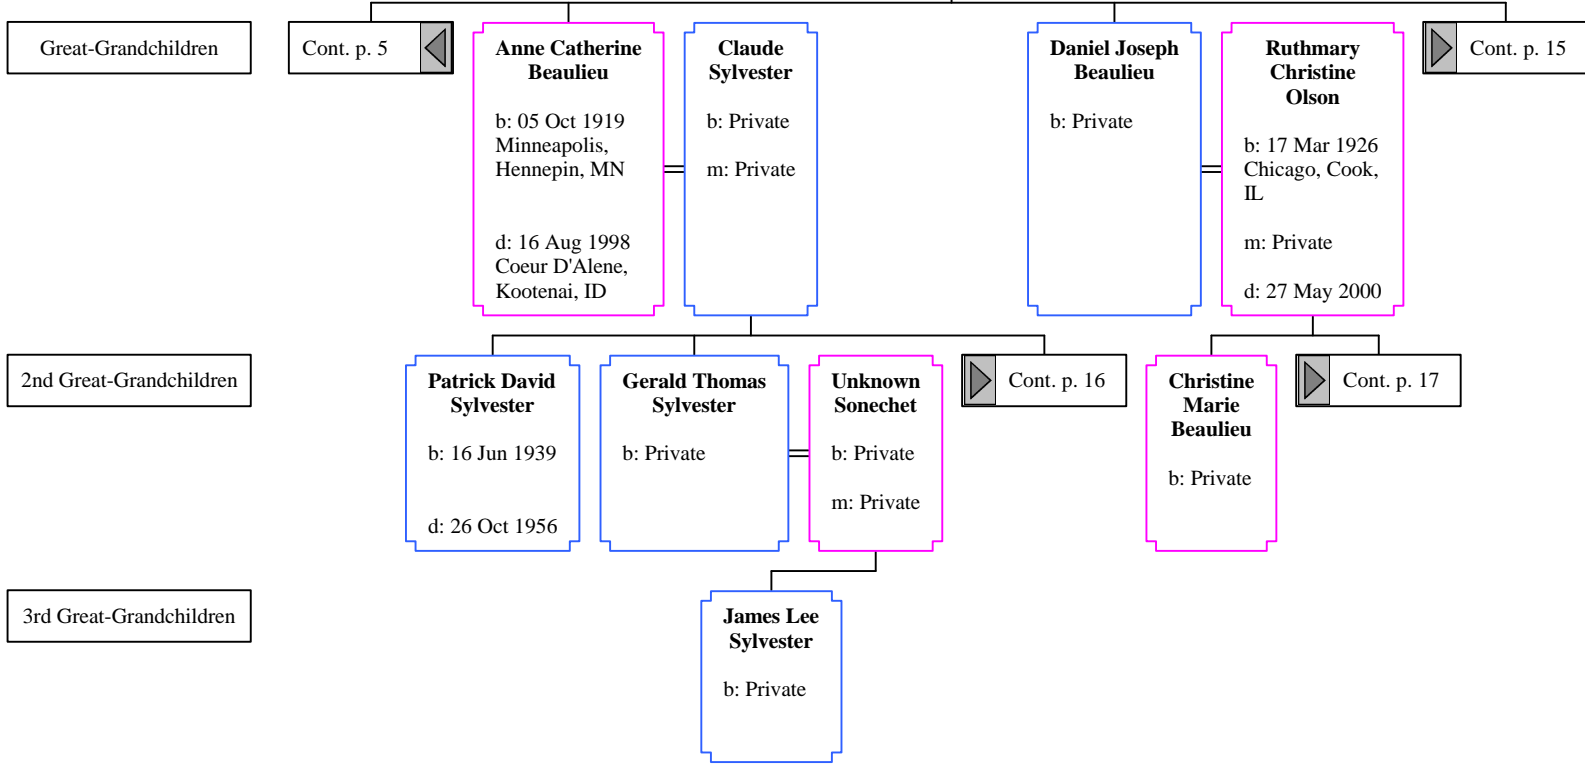 Great-Grandchildren
Cont. p. 5
Anne Catherine
Beaulieu
b: 05 Oct 1919
Minneapolis,
Hennepin, MN
d: 16 Aug 1998
Coeur D'Alene,
Kootenai, ID
Claude
Sylvester
b: Private
m: Private
Daniel Joseph
Beaulieu
b: Private
Ruthmary
Christine
Olson
b: 17 Mar 1926
Chicago, Cook,
IL
m: Private
d: 27 May 2000
Cont. p. 15
2nd Great-Grandchildren
Patrick David
Sylvester
b: 16 Jun 1939
d: 26 Oct 1956
Gerald Thomas
Sylvester
b: Private
Unknown
Sonechet
b: Private
m: Private
Cont. p. 16
Christine
Marie
Beaulieu
b: Private
Cont. p. 17
3rd Great-Grandchildren
James Lee
Sylvester
b: Private